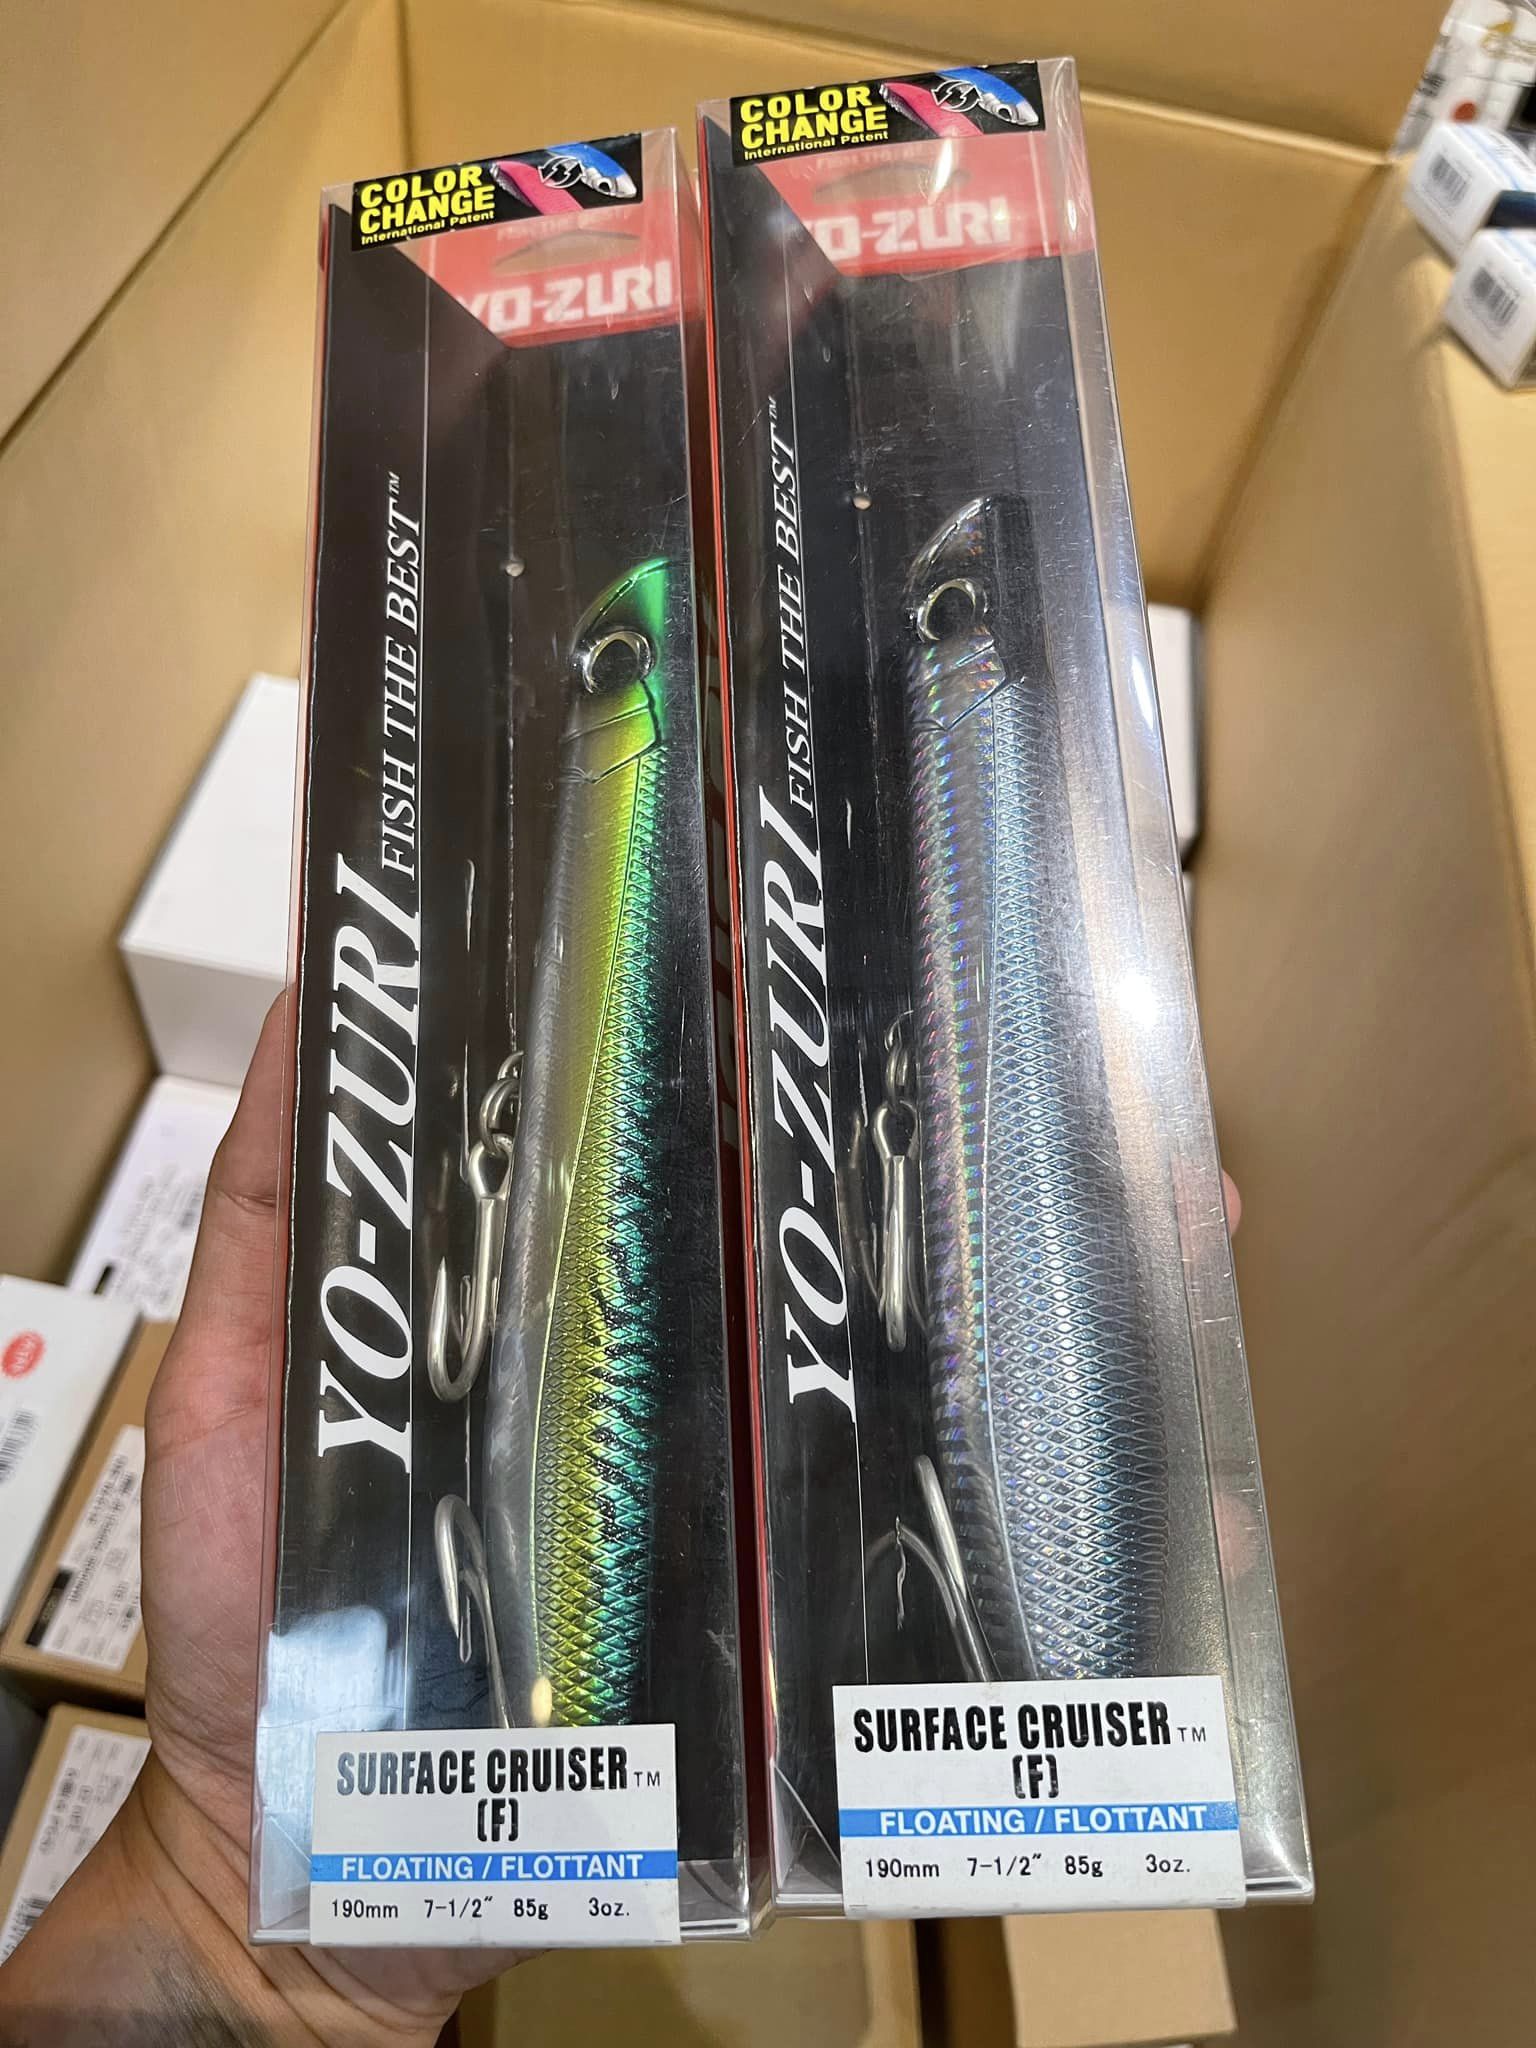 COLOR
CHANGE
International Patent
YO-ZURI
YO-ZURI FISH THE BEST™
SURFACE CRUISER™
(F)
FLOATING / FLOTTANT
190mm 7-1/2" 85g 3oz.
COLOR
CHANGE
International Patent
YO-ZURI
YO-ZURI FISH THE BEST™
SURFACE CRUISER™
(F)
FLOATING / FLOTTANT
190mm 7-1/2" 85g 3oz.